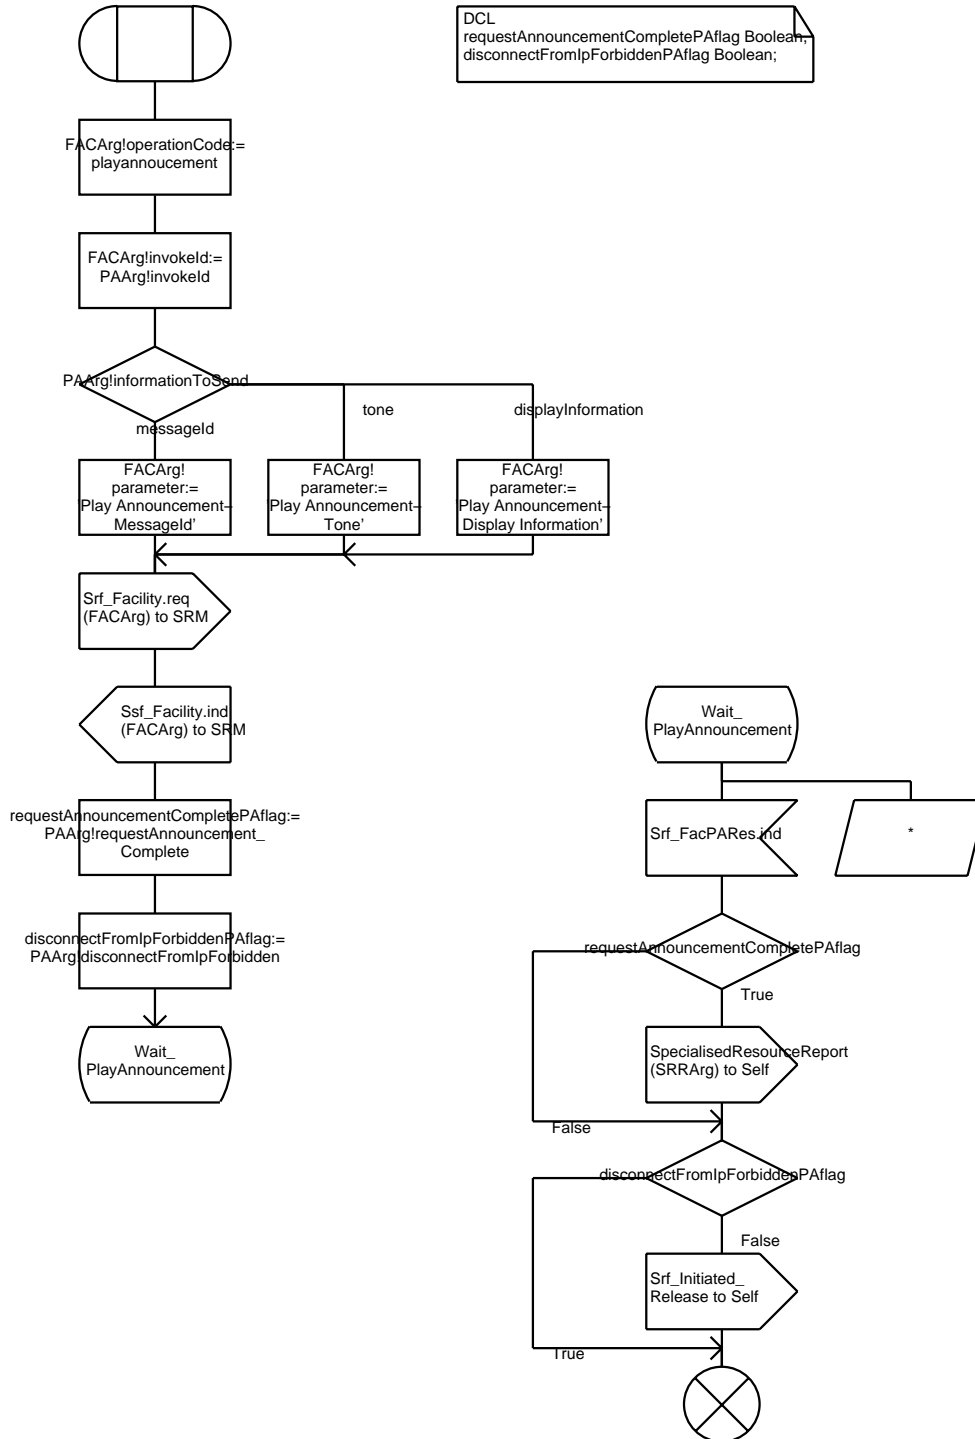 DCL
requestAnnouncementCompletePAflag Boolean;
disconnectFromIpForbiddenPAflag Boolean;
FACArg!operationCode:=
playannoucement
FACArg!invokeId:=
PAArg!invokeId
PAArg!informationToSend
messageId
tone
displayInformation
FACArg!
parameter:=
'Play Announcement–
MessageId'
FACArg!
parameter:=
'Play Announcement–
Tone'
FACArg!
parameter:=
'Play Announcement–
Display Information'
Srf_Facility.req
(FACArg) to SRM
Ssf_Facility.ind
(FACArg) to SRM
requestAnnouncementCompletePAflag:=
PAArg!requestAnnouncement_
Complete
disconnectFromIpForbiddenPAflag:=
PAArg!disconnectFromIpForbidden
Wait_
PlayAnnouncement
Wait_
PlayAnnouncement
Srf_FacPARes.ind
*
requestAnnouncementCompletePAflag
True
SpecialisedResourceReport
(SRRArg) to Self
False
disconnectFromIpForbiddenPAflag
False
Srf_Initiated_
Release to Self
True